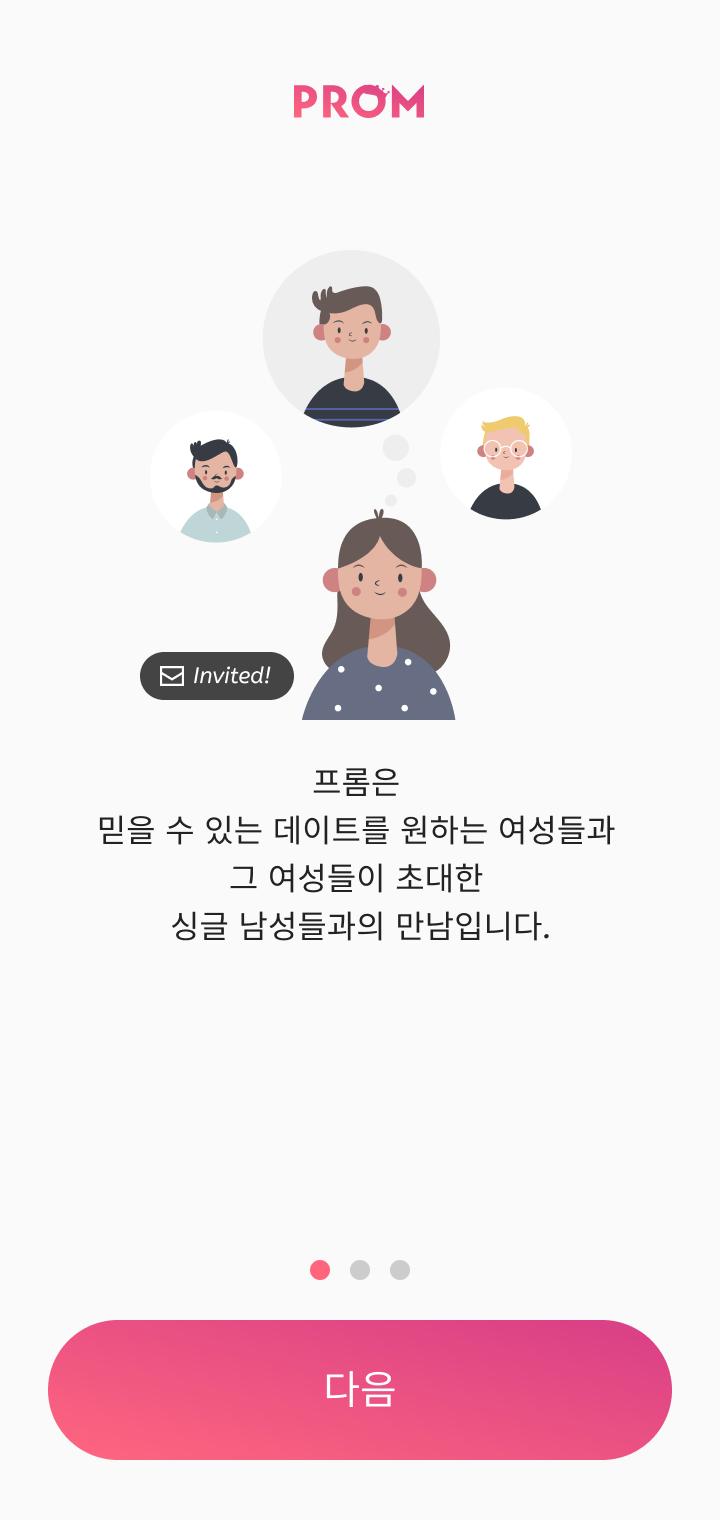 PROM
Invited!
프롬은
믿을 수 있는 데이트를 원하는 여성들과
그 여성들이 초대한
싱글 남성들과의 만남입니다.
다음